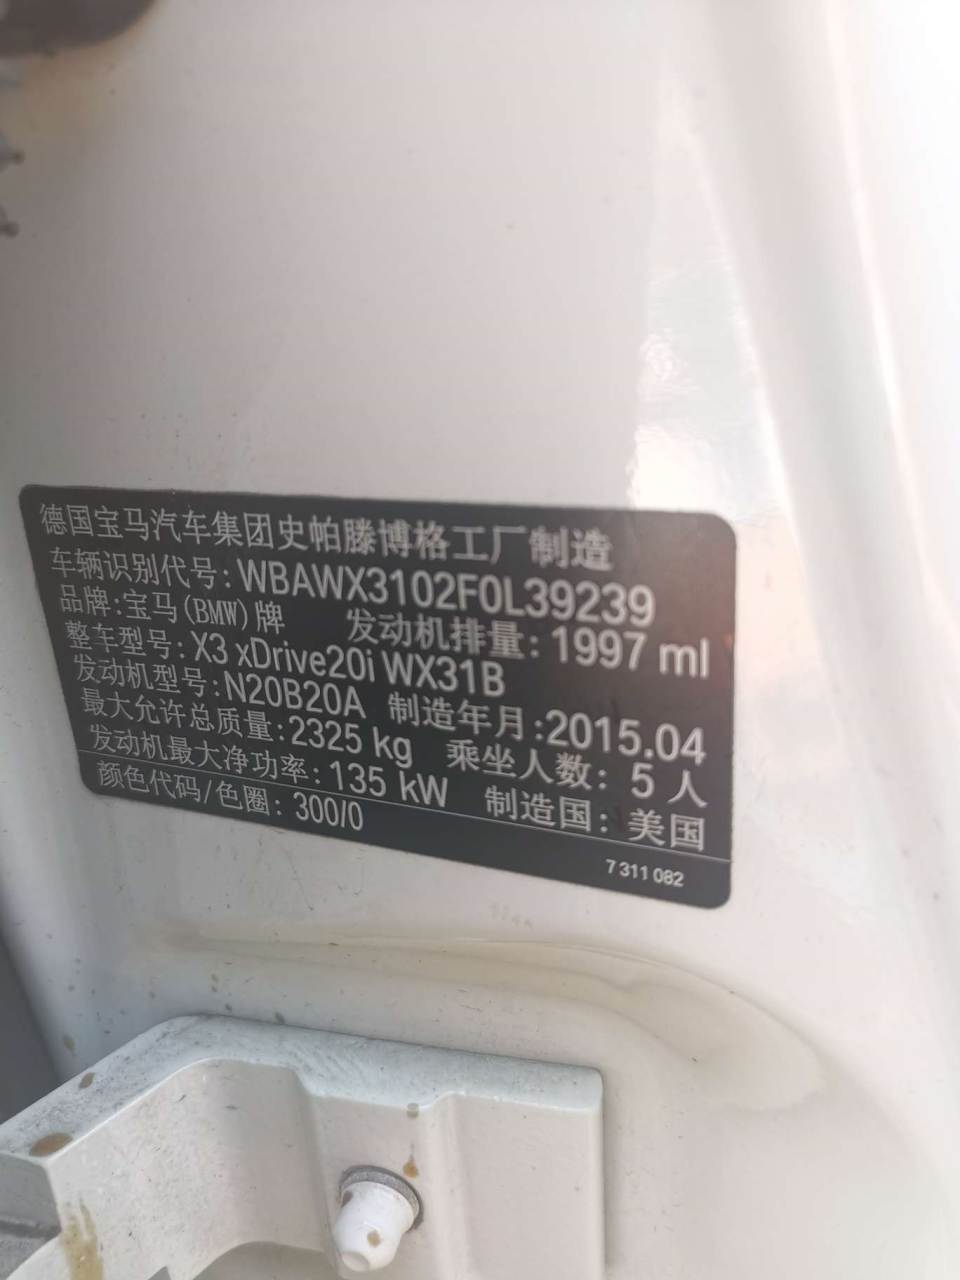 德国宝马汽车集团史帕滕博格工厂制造
车辆识别代号: WBAWX3102F0L39239
品牌: 宝马(BMW)牌 发动机排量: 1997 ml
整车型号: X3 xDrive20i WX31B
发动机型号: N20B20A 制造年月: 2015.04
最大允许总质量: 2325 kg 乘坐人数: 5 人
发动机最大净功率: 135 kW 制造国: 美国
颜色代码/色圈: 300/0
7 311 082